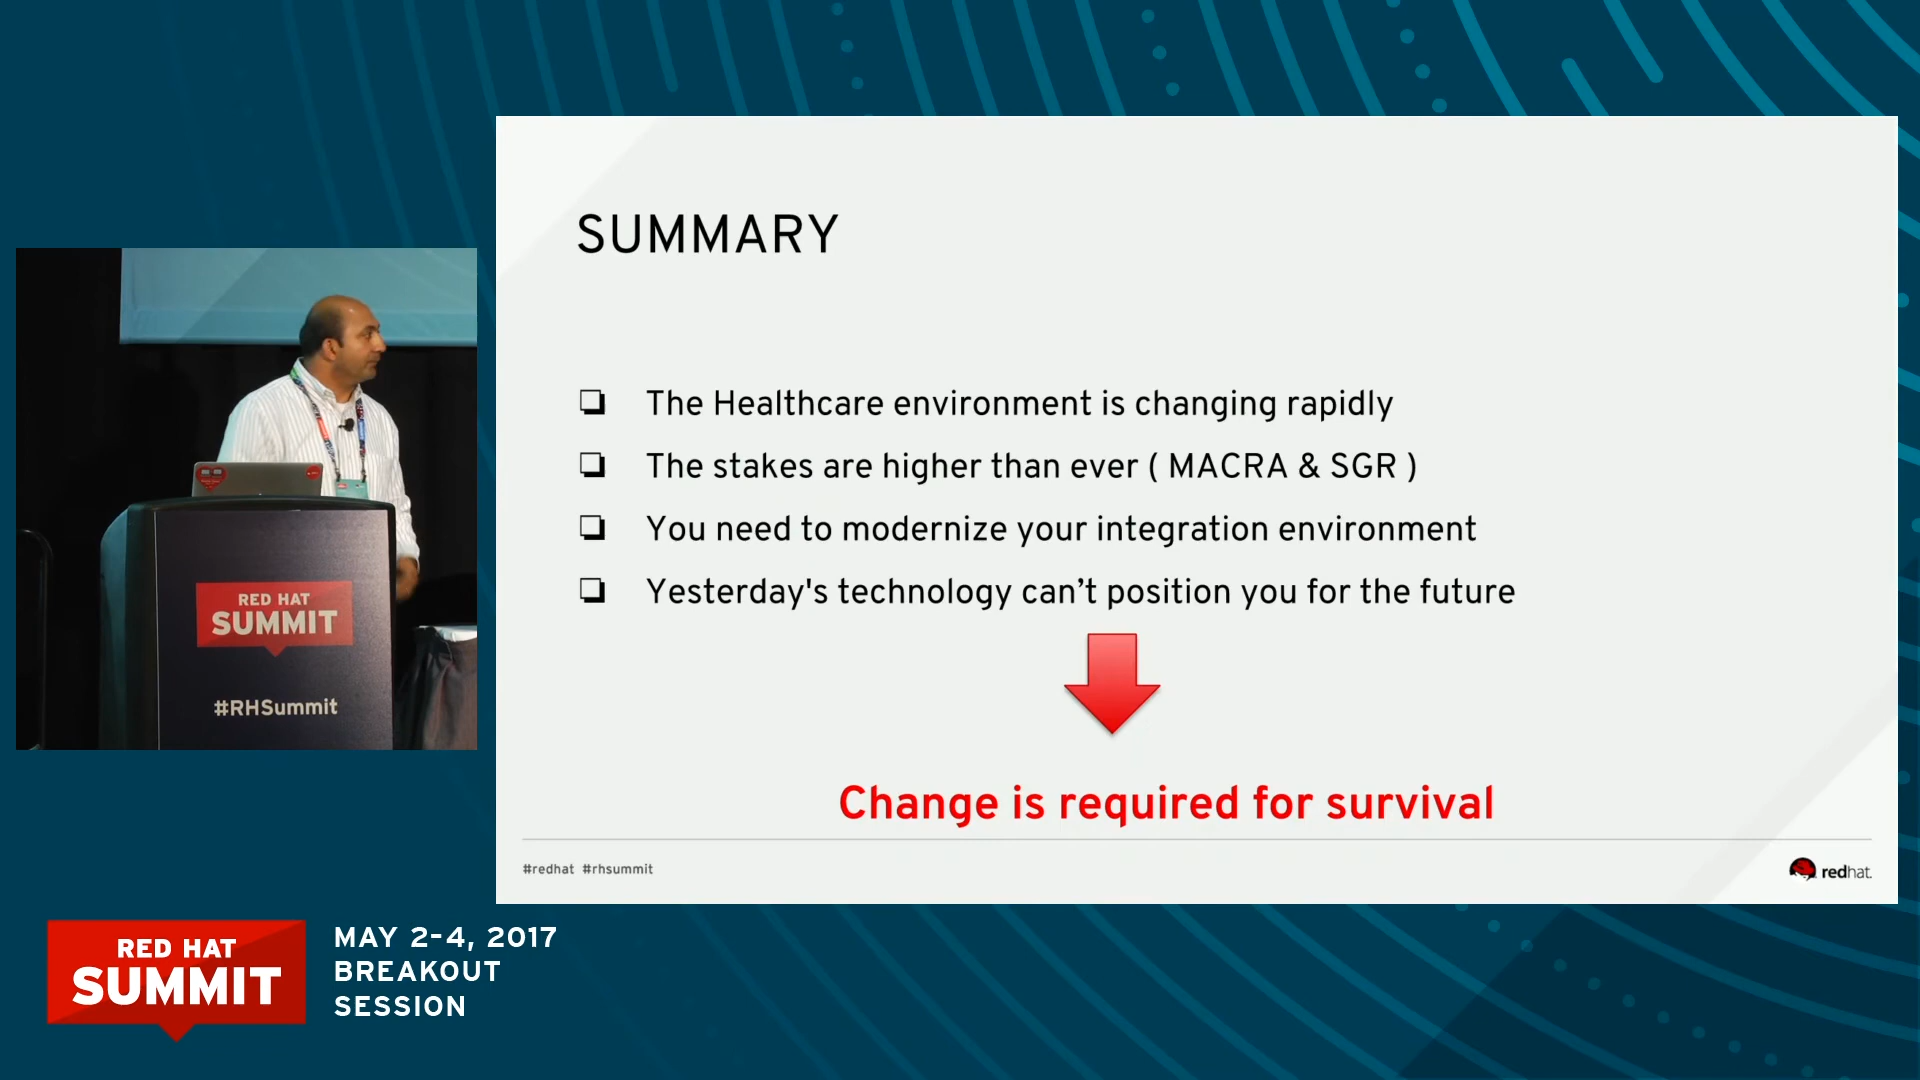 SUMMARY
The Healthcare environment is changing rapidly
The stakes are higher than ever ( MACRA & SGR )
You need to modernize your integration environment
Yesterday's technology can’t position you for the future
Change is required for survival
#redhat #rhsummit
redhat.
RED HAT
SUMMIT
#RHSummit
RED HAT
SUMMIT
MAY 2-4, 2017
BREAKOUT
SESSION